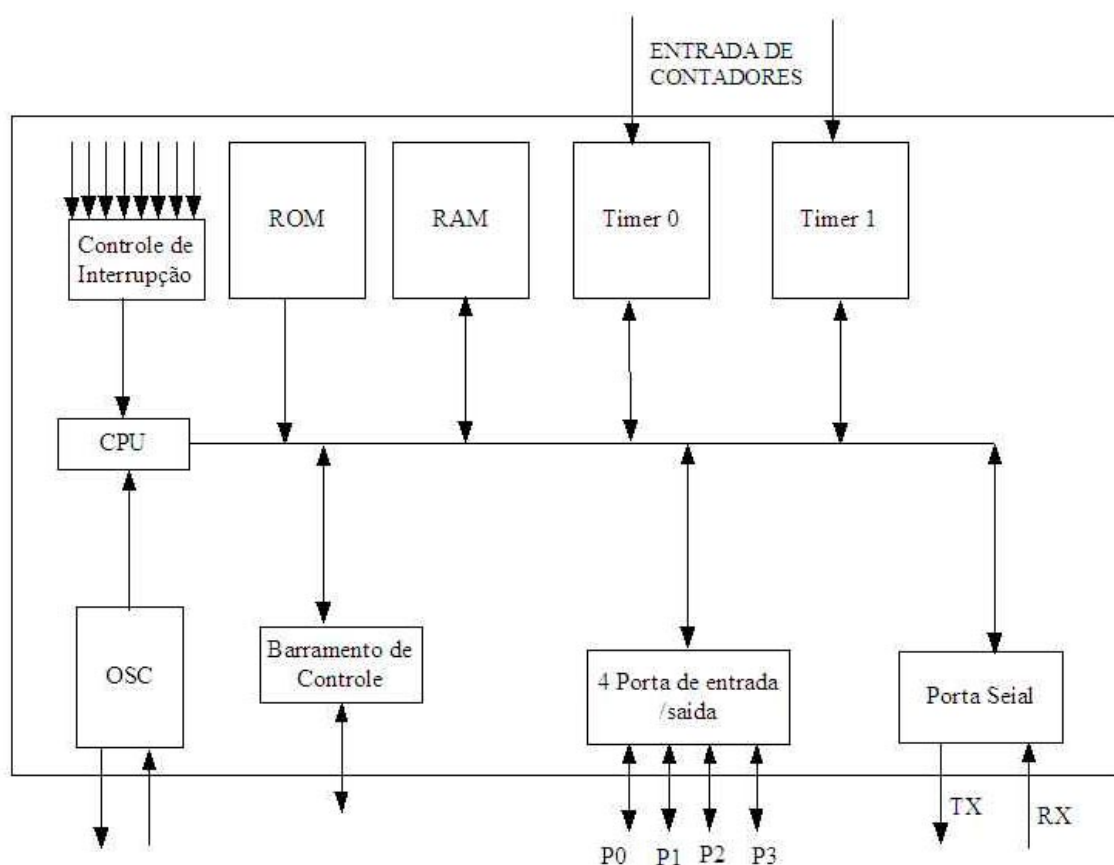 ENTRADA DE
CONTADORES
Controle de
Interrupção
ROM
RAM
Timer 0
Timer 1
CPU
OSC
Barramento de
Controle
4 Porta de entrada
/saida
Porta Seial
TX
RX
P0
P1
P2
P3